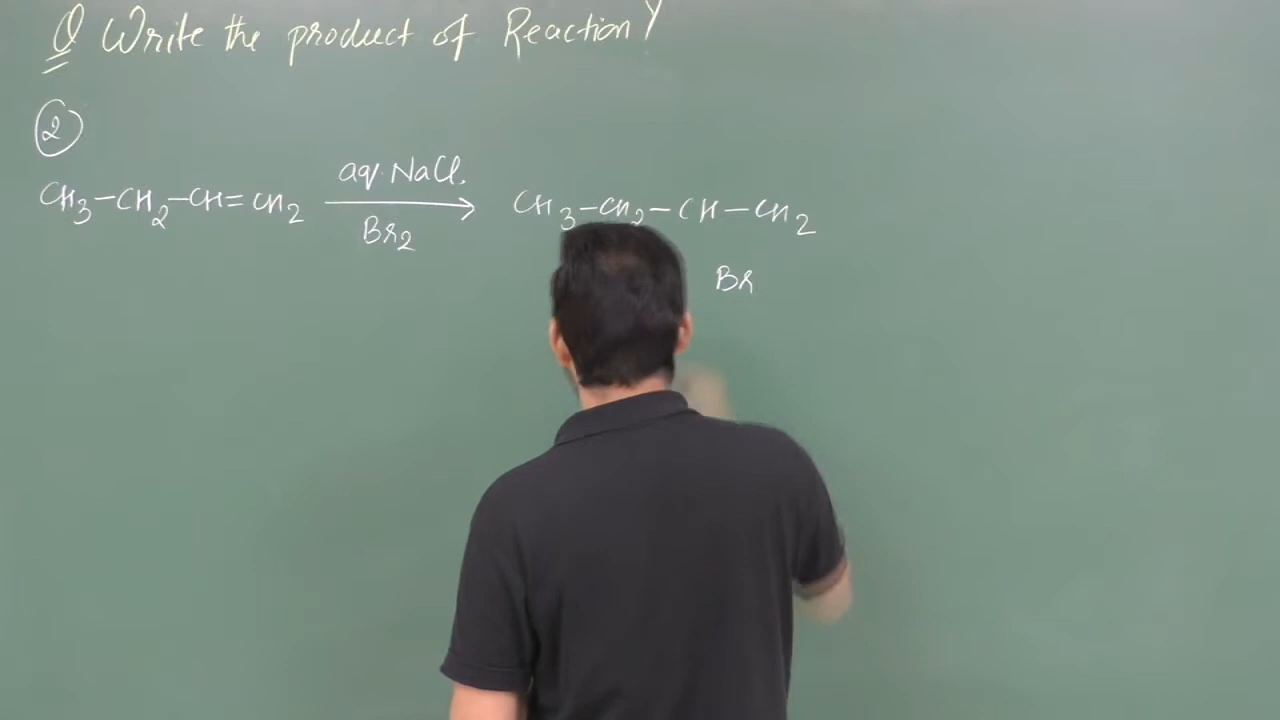 Q Write the product of Reaction?
2
CH3-CH2-CH=CH2 aq. NaCl. Br2 → CH3-CH2-CH-CH2
Br